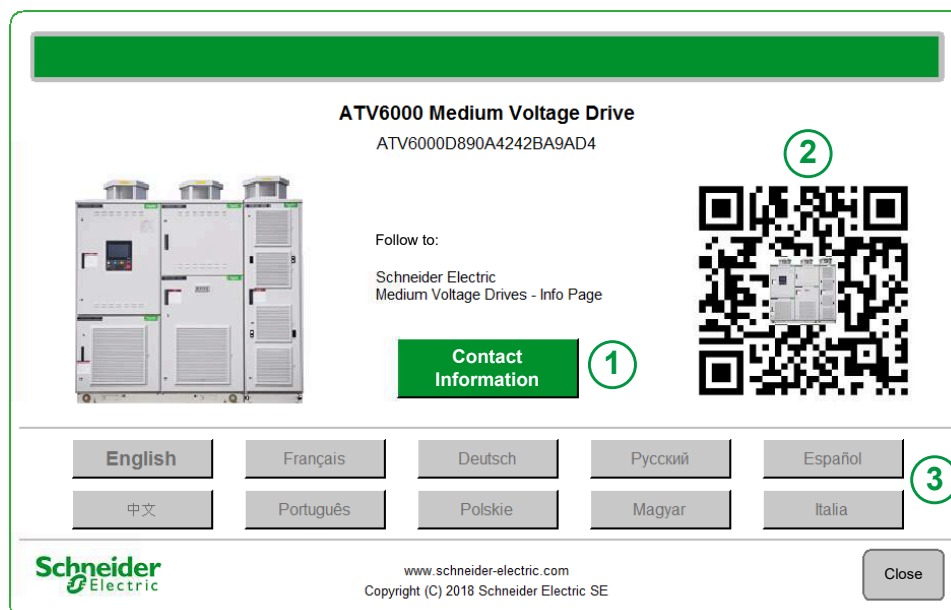 ATV6000 Medium Voltage Drive
ATV6000D890A4242BA9AD4
2
Follow to:
Schneider Electric
Medium Voltage Drives - Info Page
Contact
Information
1
English
Français
Deutsch
Русский
Español
3
中文
Português
Polskie
Magyar
Italia
Schneider
Electric
www.schneider-electric.com
Copyright (C) 2018 Schneider Electric SE
Close